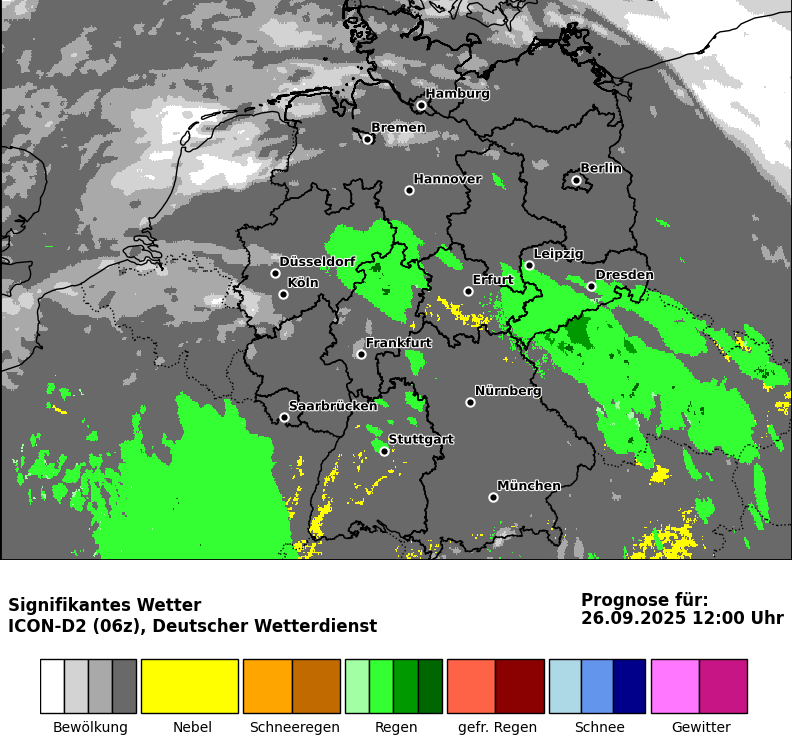 Hamburg
Bremen
Berlin
Hannover
Leipzig
Düsseldorf
Dresden
Köln
Erfurt
Frankfurt
Nürnberg
Saarbrücken
Stuttgart
München
Signifikantes Wetter
ICON-D2 (06z), Deutscher Wetterdienst
Prognose für:
26.09.2025 12:00 Uhr
Bewölkung Nebel Schneeregen Regen gefr. Regen Schnee Gewitter